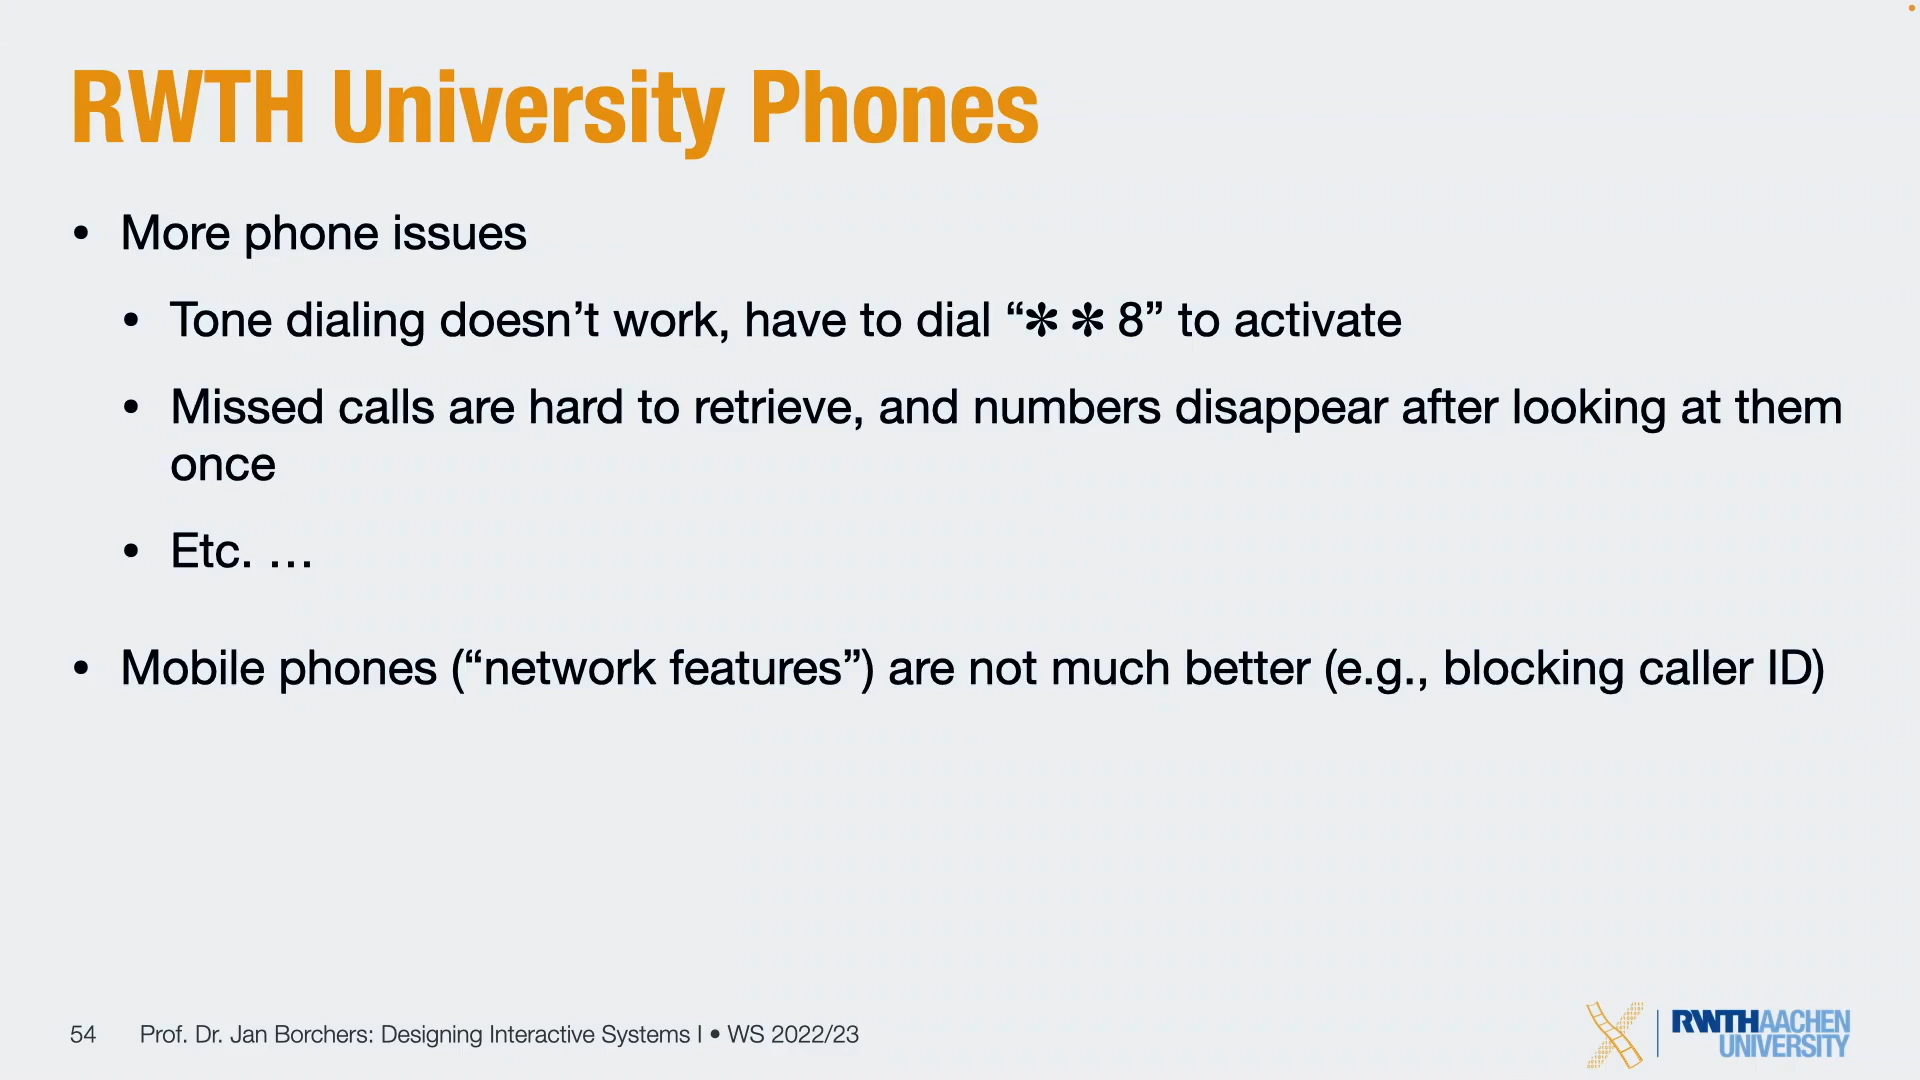 RWTH University Phones
• More phone issues
• Tone dialing doesn’t work, have to dial “✻ ✻ 8” to activate
• Missed calls are hard to retrieve, and numbers disappear after looking at them
once
• Etc. …
• Mobile phones (“network features”) are not much better (e.g., blocking caller ID)
54 Prof. Dr. Jan Borchers: Designing Interactive Systems I • WS 2022/23
RWTHAACHEN
UNIVERSITY